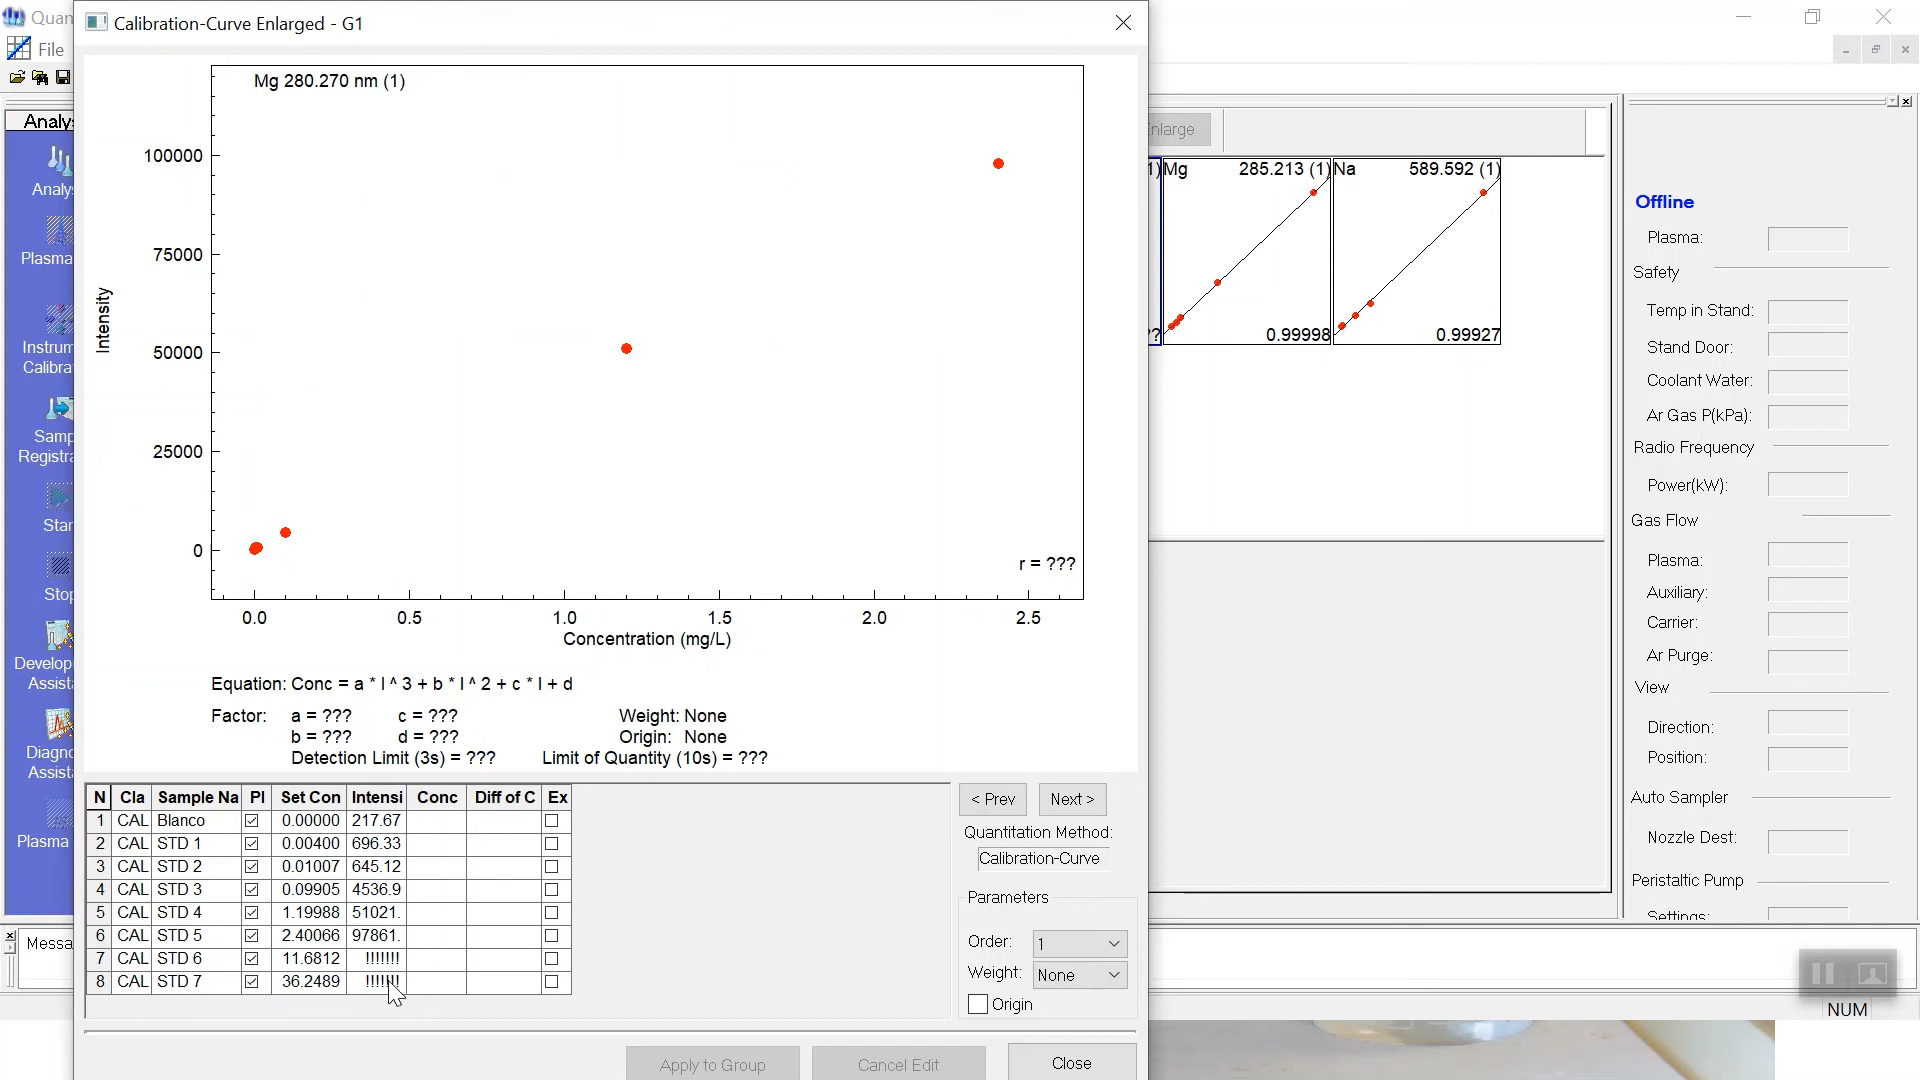 Quan
Calibration-Curve Enlarged - G1
File
Analys
Analys
Plasma
Instrum
Calibrat
Samp
Registra
Star
Stop
Develop
Assist
Diagno
Assist
Plasma
Messa
Mg 280.270 nm (1)
100000
75000
50000
25000
0
Intensity
0.0 0.5 1.0 1.5 2.0 2.5
Concentration (mg/L)
r = ???
Equation: Conc = a * I ^ 3 + b * I ^ 2 + c * I + d
Factor: a = ??? c = ??? Weight: None
b = ??? d = ??? Origin: None
Detection Limit (3s) = ??? Limit of Quantity (10s) = ???
N Cla Sample Na Pl Set Con Intensi Conc Diff of C Ex
1 CAL Blanco 0.00000 217.67
2 CAL STD 1 0.00400 696.33
3 CAL STD 2 0.01007 645.12
4 CAL STD 3 0.09905 4536.9
5 CAL STD 4 1.19988 51021.
6 CAL STD 5 2.40066 97861.
7 CAL STD 6 11.6812 !!!!!!!
8 CAL STD 7 36.2489 !!!!!!!
< Prev Next >
Quantitation Method:
Calibration-Curve
Parameters
Order: 1
Weight: None
Origin
Apply to Group Cancel Edit Close
nlarge
1) Mg 285.213 (1) Na 589.592 (1)
? 0.99998 0.99927
Offline
Plasma:
Safety
Temp in Stand:
Stand Door:
Coolant Water:
Ar Gas P(kPa):
Radio Frequency
Power(kW):
Gas Flow
Plasma:
Auxiliary:
Carrier:
Ar Purge:
View
Direction:
Position:
Auto Sampler
Nozzle Dest:
Peristaltic Pump
Settings:
NUM